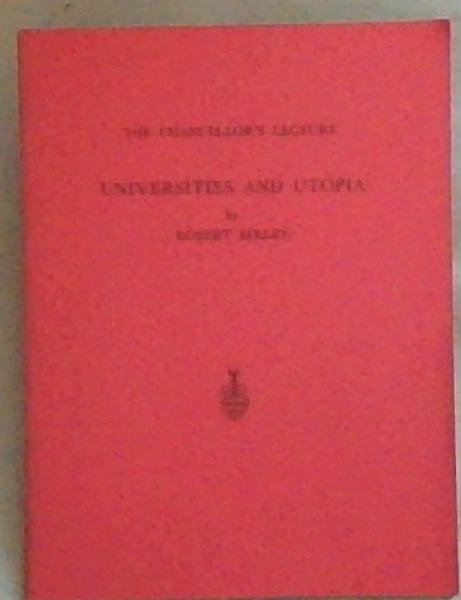 THE CHANCELLOR'S LECTURE
UNIVERSITIES AND UTOPIA
by
ROBERT BIRLEY